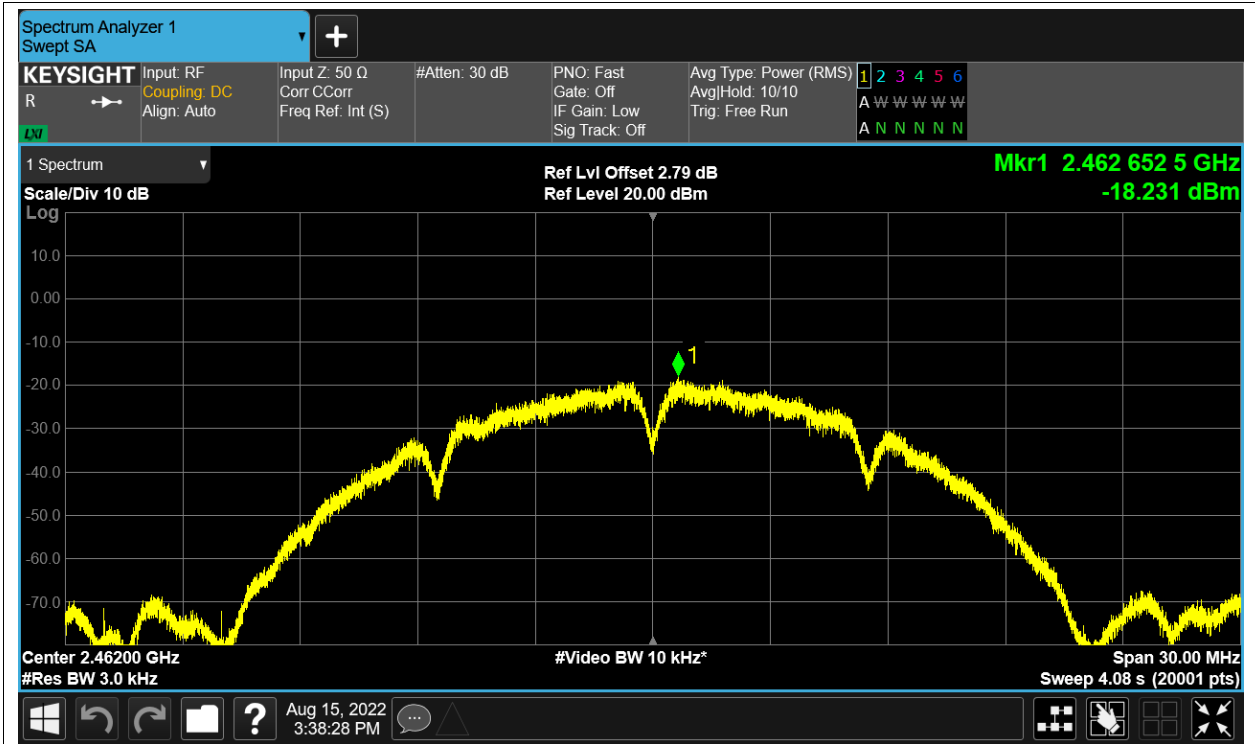 Spectrum Analyzer 1
Swept SA
+
KEYSIGHT
R
LXI
Input: RF
Coupling: DC
Align: Auto
Input Z: 50 Ω
Corr CCorr
Freq Ref: Int (S)
#Atten: 30 dB
PNO: Fast
Gate: Off
IF Gain: Low
Sig Track: Off
Avg Type: Power (RMS)
Avg|Hold: 10/10
Trig: Free Run
1 2 3 4 5 6
A W W W W W
A N N N N N
1 Spectrum
Scale/Div 10 dB
Log
Ref Lvl Offset 2.79 dB
Ref Level 20.00 dBm
Mkr1 2.462 652 5 GHz
-18.231 dBm
10.0
0.00
-10.0
-20.0
-30.0
-40.0
-50.0
-60.0
-70.0
1
Center 2.46200 GHz
#Res BW 3.0 kHz
#Video BW 10 kHz*
Span 30.00 MHz
Sweep 4.08 s (20001 pts)
?
Aug 15, 2022
3:38:28 PM